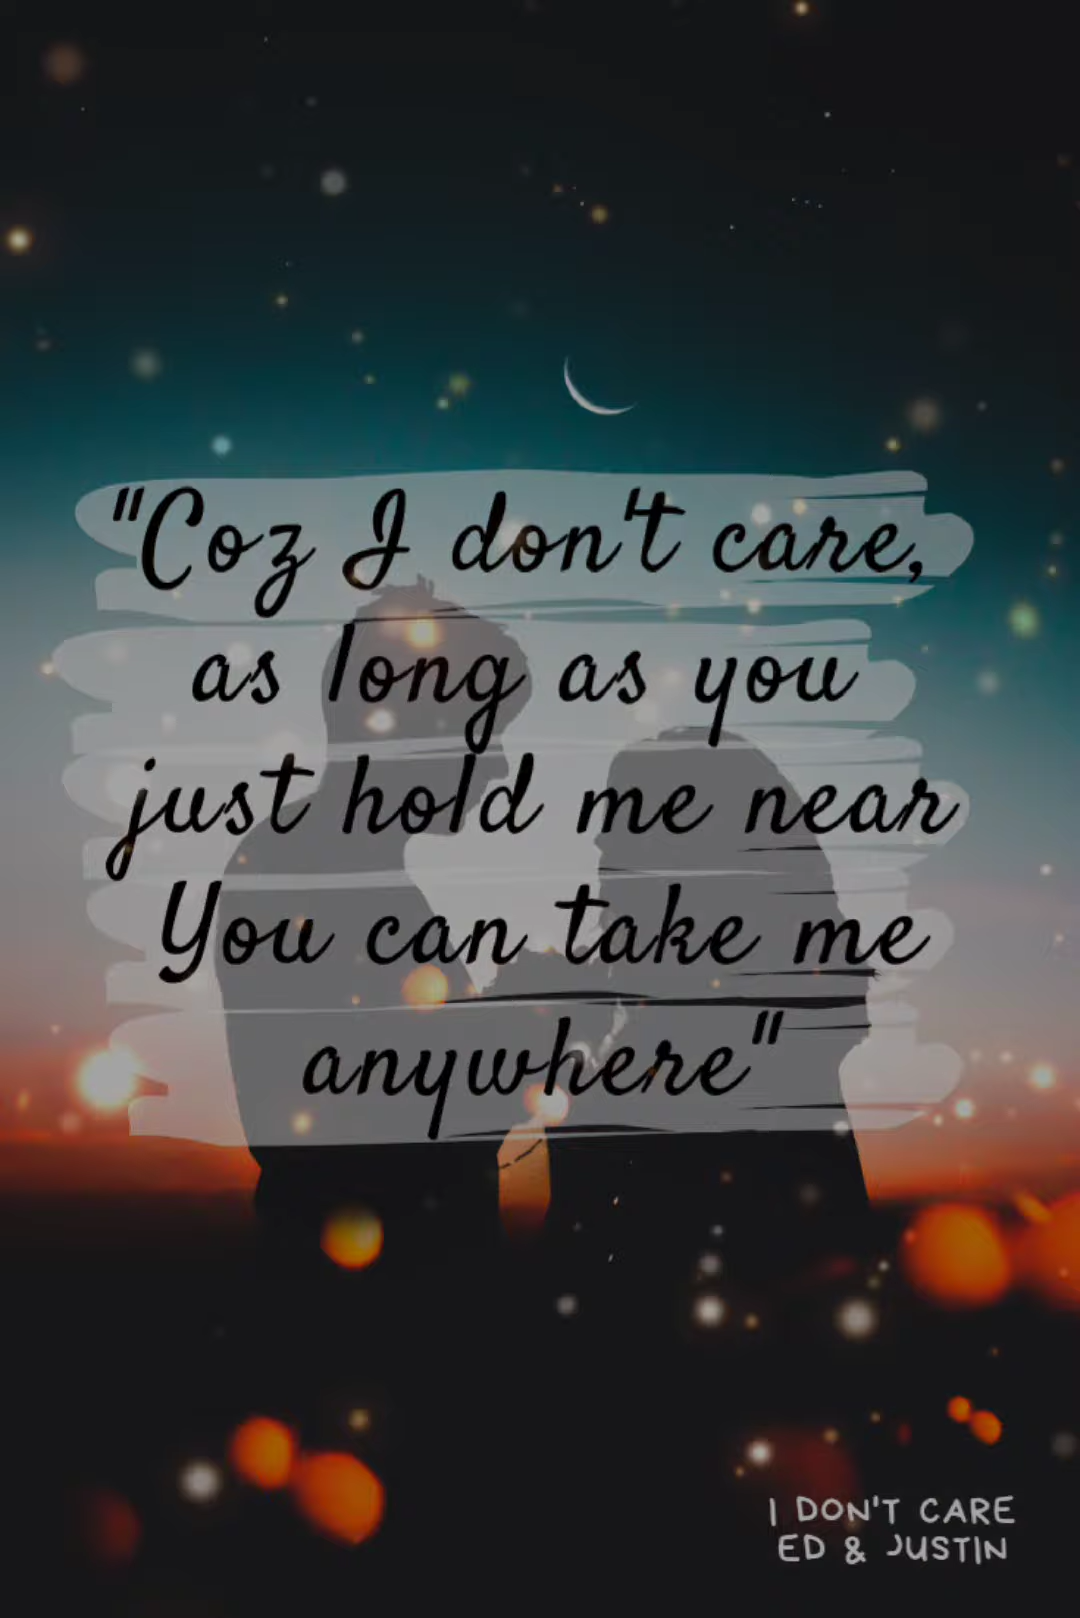 "Coz I don't care,
as long as you
just hold me near
You can take me
anywhere"
I DON'T CARE
ED & JUSTIN